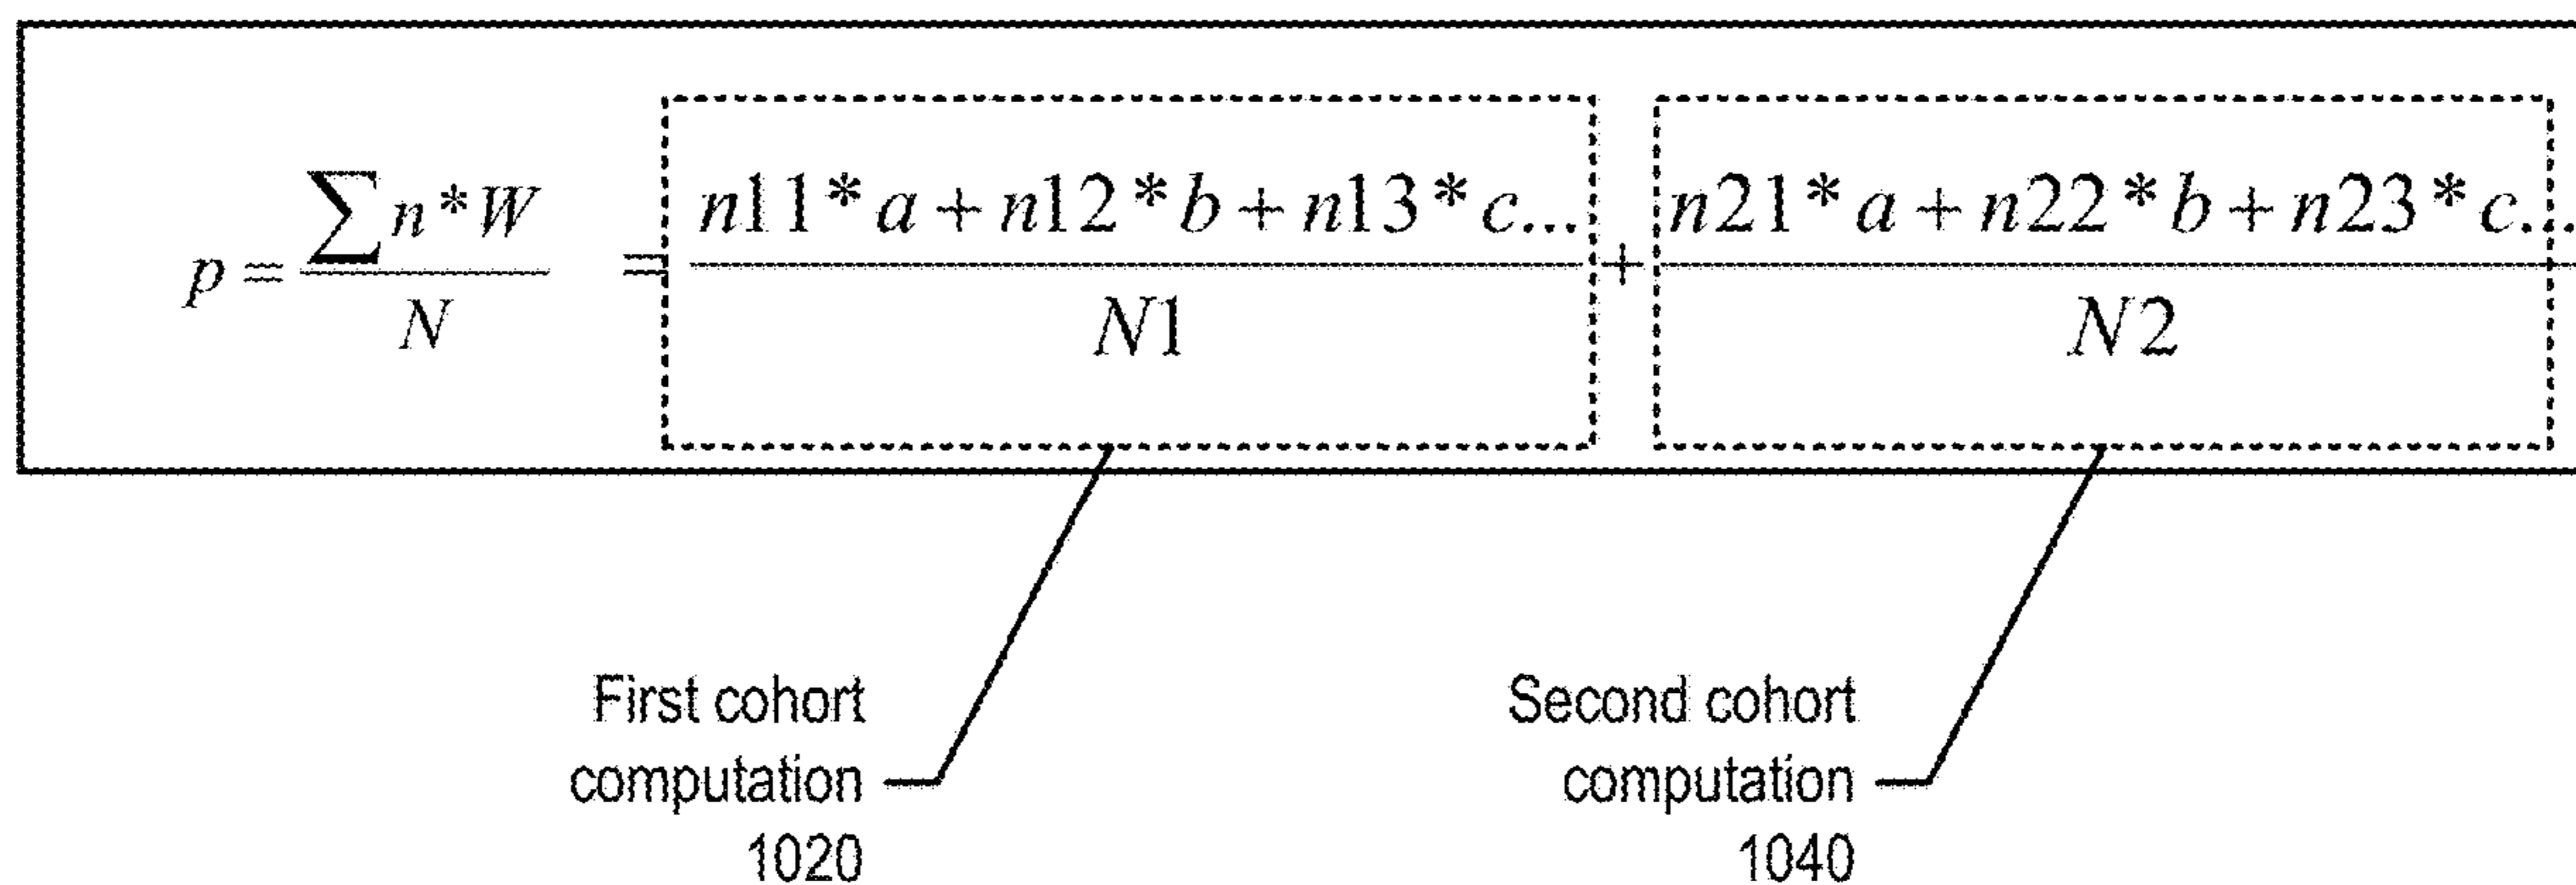 p = ∑ n * W / N = n11 * a + n12 * b + n13 * c... / N1 + n21 * a + n22 * b + n23 * c... / N2
First cohort
computation
1020
Second cohort
computation
1040